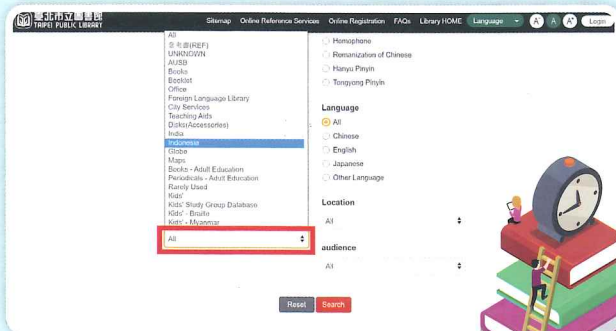 臺北市立圖書館
TAIPEI PUBLIC LIBRARY
Sitemap Online Reference Services Online Registration FAQs Library HOME Language A- A A+ Login
All
參考書(REF)
UNKNOWN
AUSB
Books
Booklet
Office
Foreign Language Library
City Services
Teaching Aids
Disks(Accessories)
India
Indonesia
Globe
Maps
Books - Adult Education
Periodicals - Adult Education
Rarely Used
Kids'
Kids' Study Group Database
Kids' - Braille
Kids' - Myanmar
All
Homophone
Romanization of Chinese
Hanyu Pinyin
Tongyong Pinyin
Language
All
Chinese
English
Japanese
Other Language
Location
All
audience
All
Reset Search